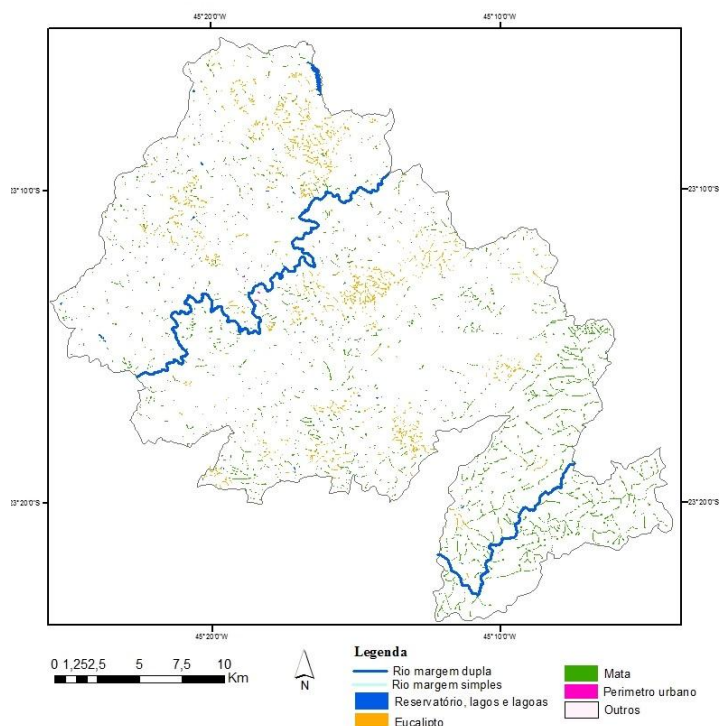 45°20'0"W 45°10'0"W
23°10'0"S 23°10'0"S
23°20'0"S 23°20'0"S
45°20'0"W 45°10'0"W
Legenda
0 1,252,5 5 7,5 10 Km
N
Rio margem dupla
Rio margem simples
Reservatório, lagos e lagoas
Eucalipto
Mata
Perimetro urbano
Outros